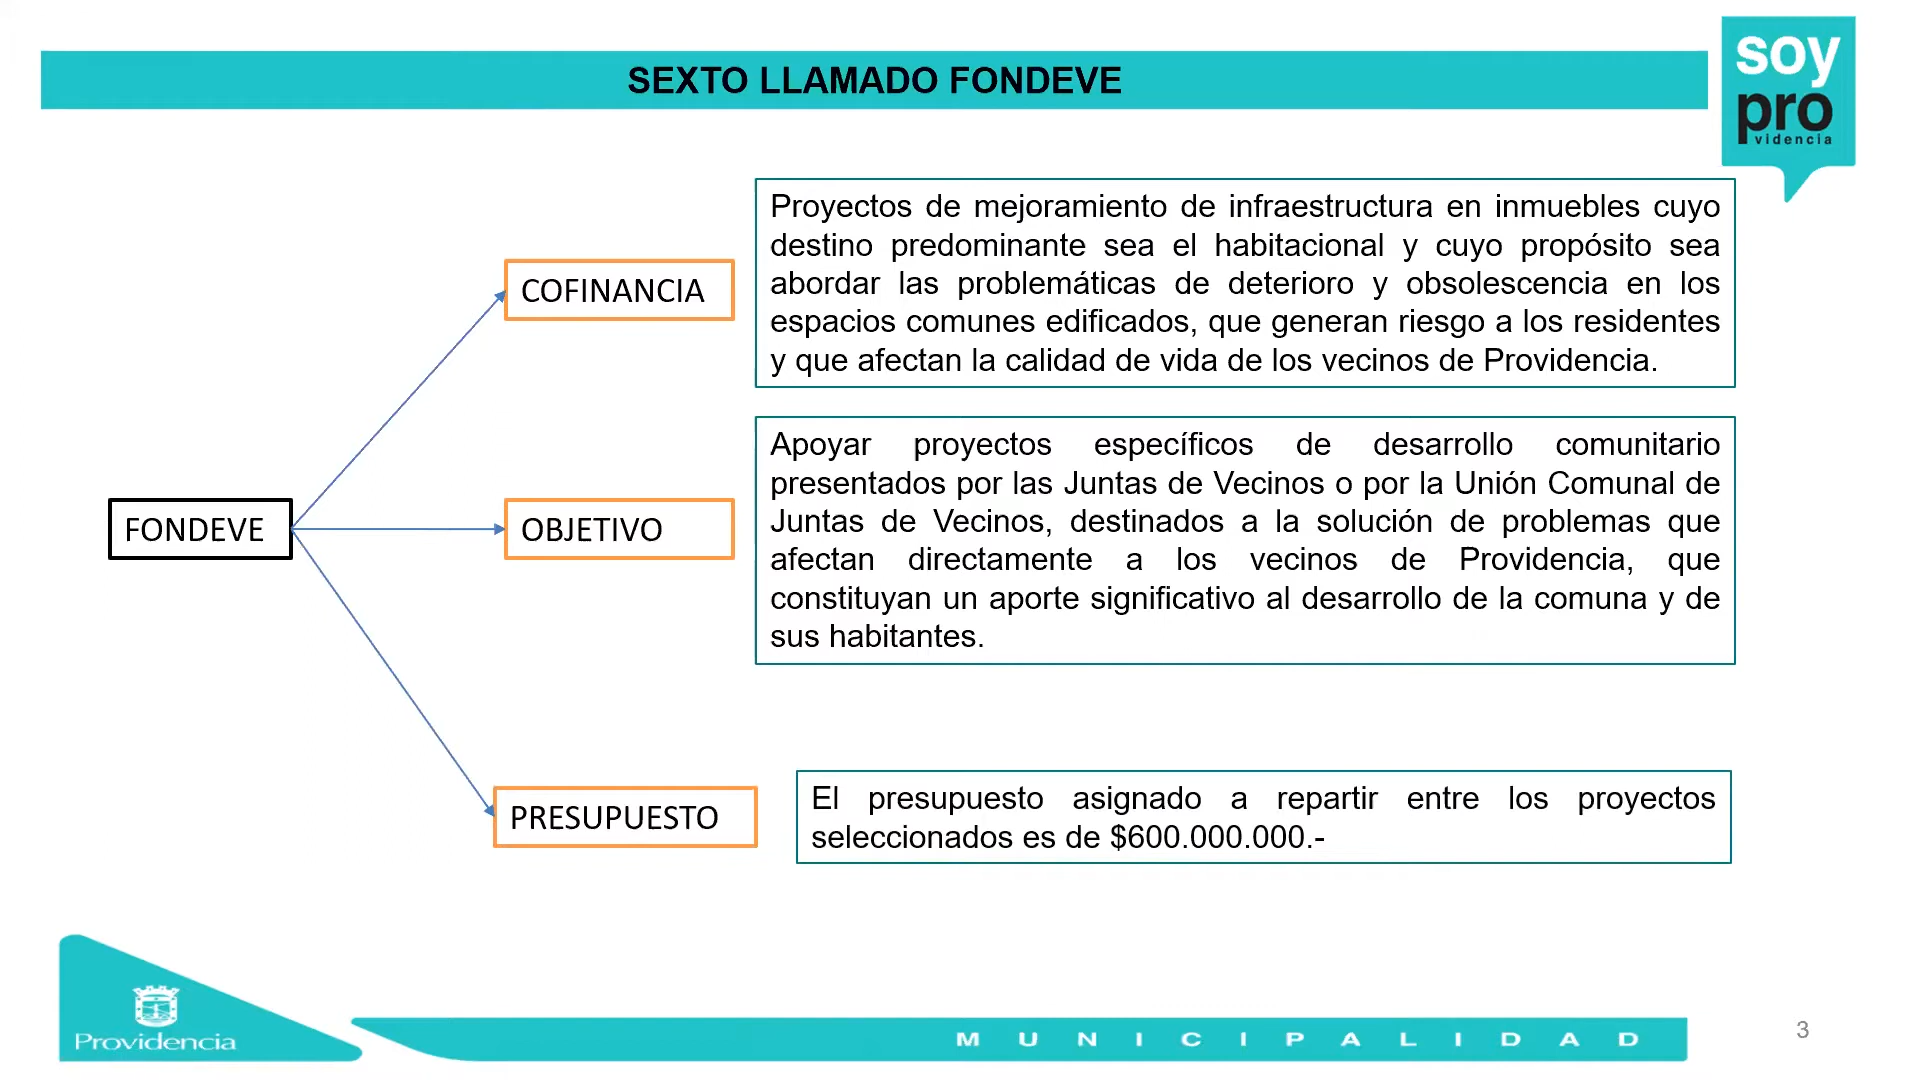 SEXTO LLAMADO FONDEVE
soy
pro
videncia
FONDEVE
COFINANCIA
Proyectos de mejoramiento de infraestructura en inmuebles cuyo
destino predominante sea el habitacional y cuyo propósito sea
abordar las problemáticas de deterioro y obsolescencia en los
espacios comunes edificados, que generan riesgo a los residentes
y que afectan la calidad de vida de los vecinos de Providencia.
OBJETIVO
Apoyar proyectos específicos de desarrollo comunitario
presentados por las Juntas de Vecinos o por la Unión Comunal de
Juntas de Vecinos, destinados a la solución de problemas que
afectan directamente a los vecinos de Providencia, que
constituyan un aporte significativo al desarrollo de la comuna y de
sus habitantes.
PRESUPUESTO
El presupuesto asignado a repartir entre los proyectos
seleccionados es de $600.000.000.-
Providencia
MUNICIPALIDAD
3